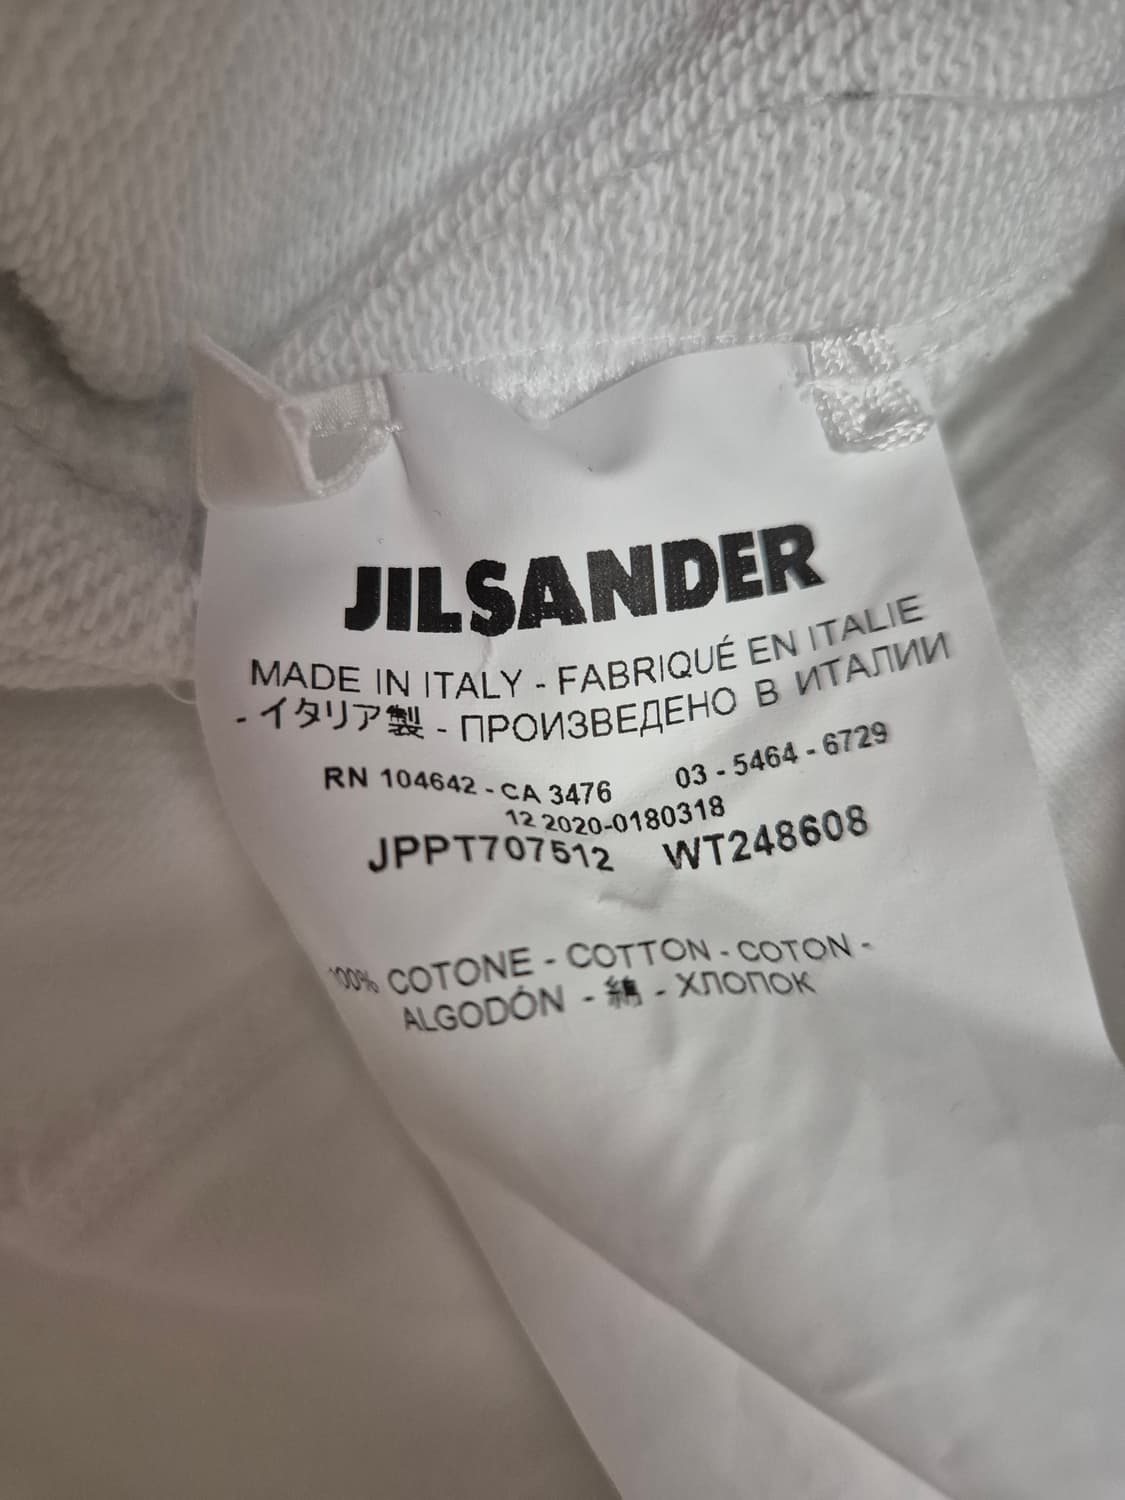 JILSANDER
MADE IN ITALY - FABRIQUÉ EN ITALIE
- イタリア製 - ПРОИЗВЕДЕНО В ИТАЛИИ
RN 104642 - CA 3476 03 - 5464 - 6729
12 2020-0180318
JPPT707512 WT248608
100% COTONE - COTTON - COTON -
ALGODÓN - 綿 - ХЛОПОК